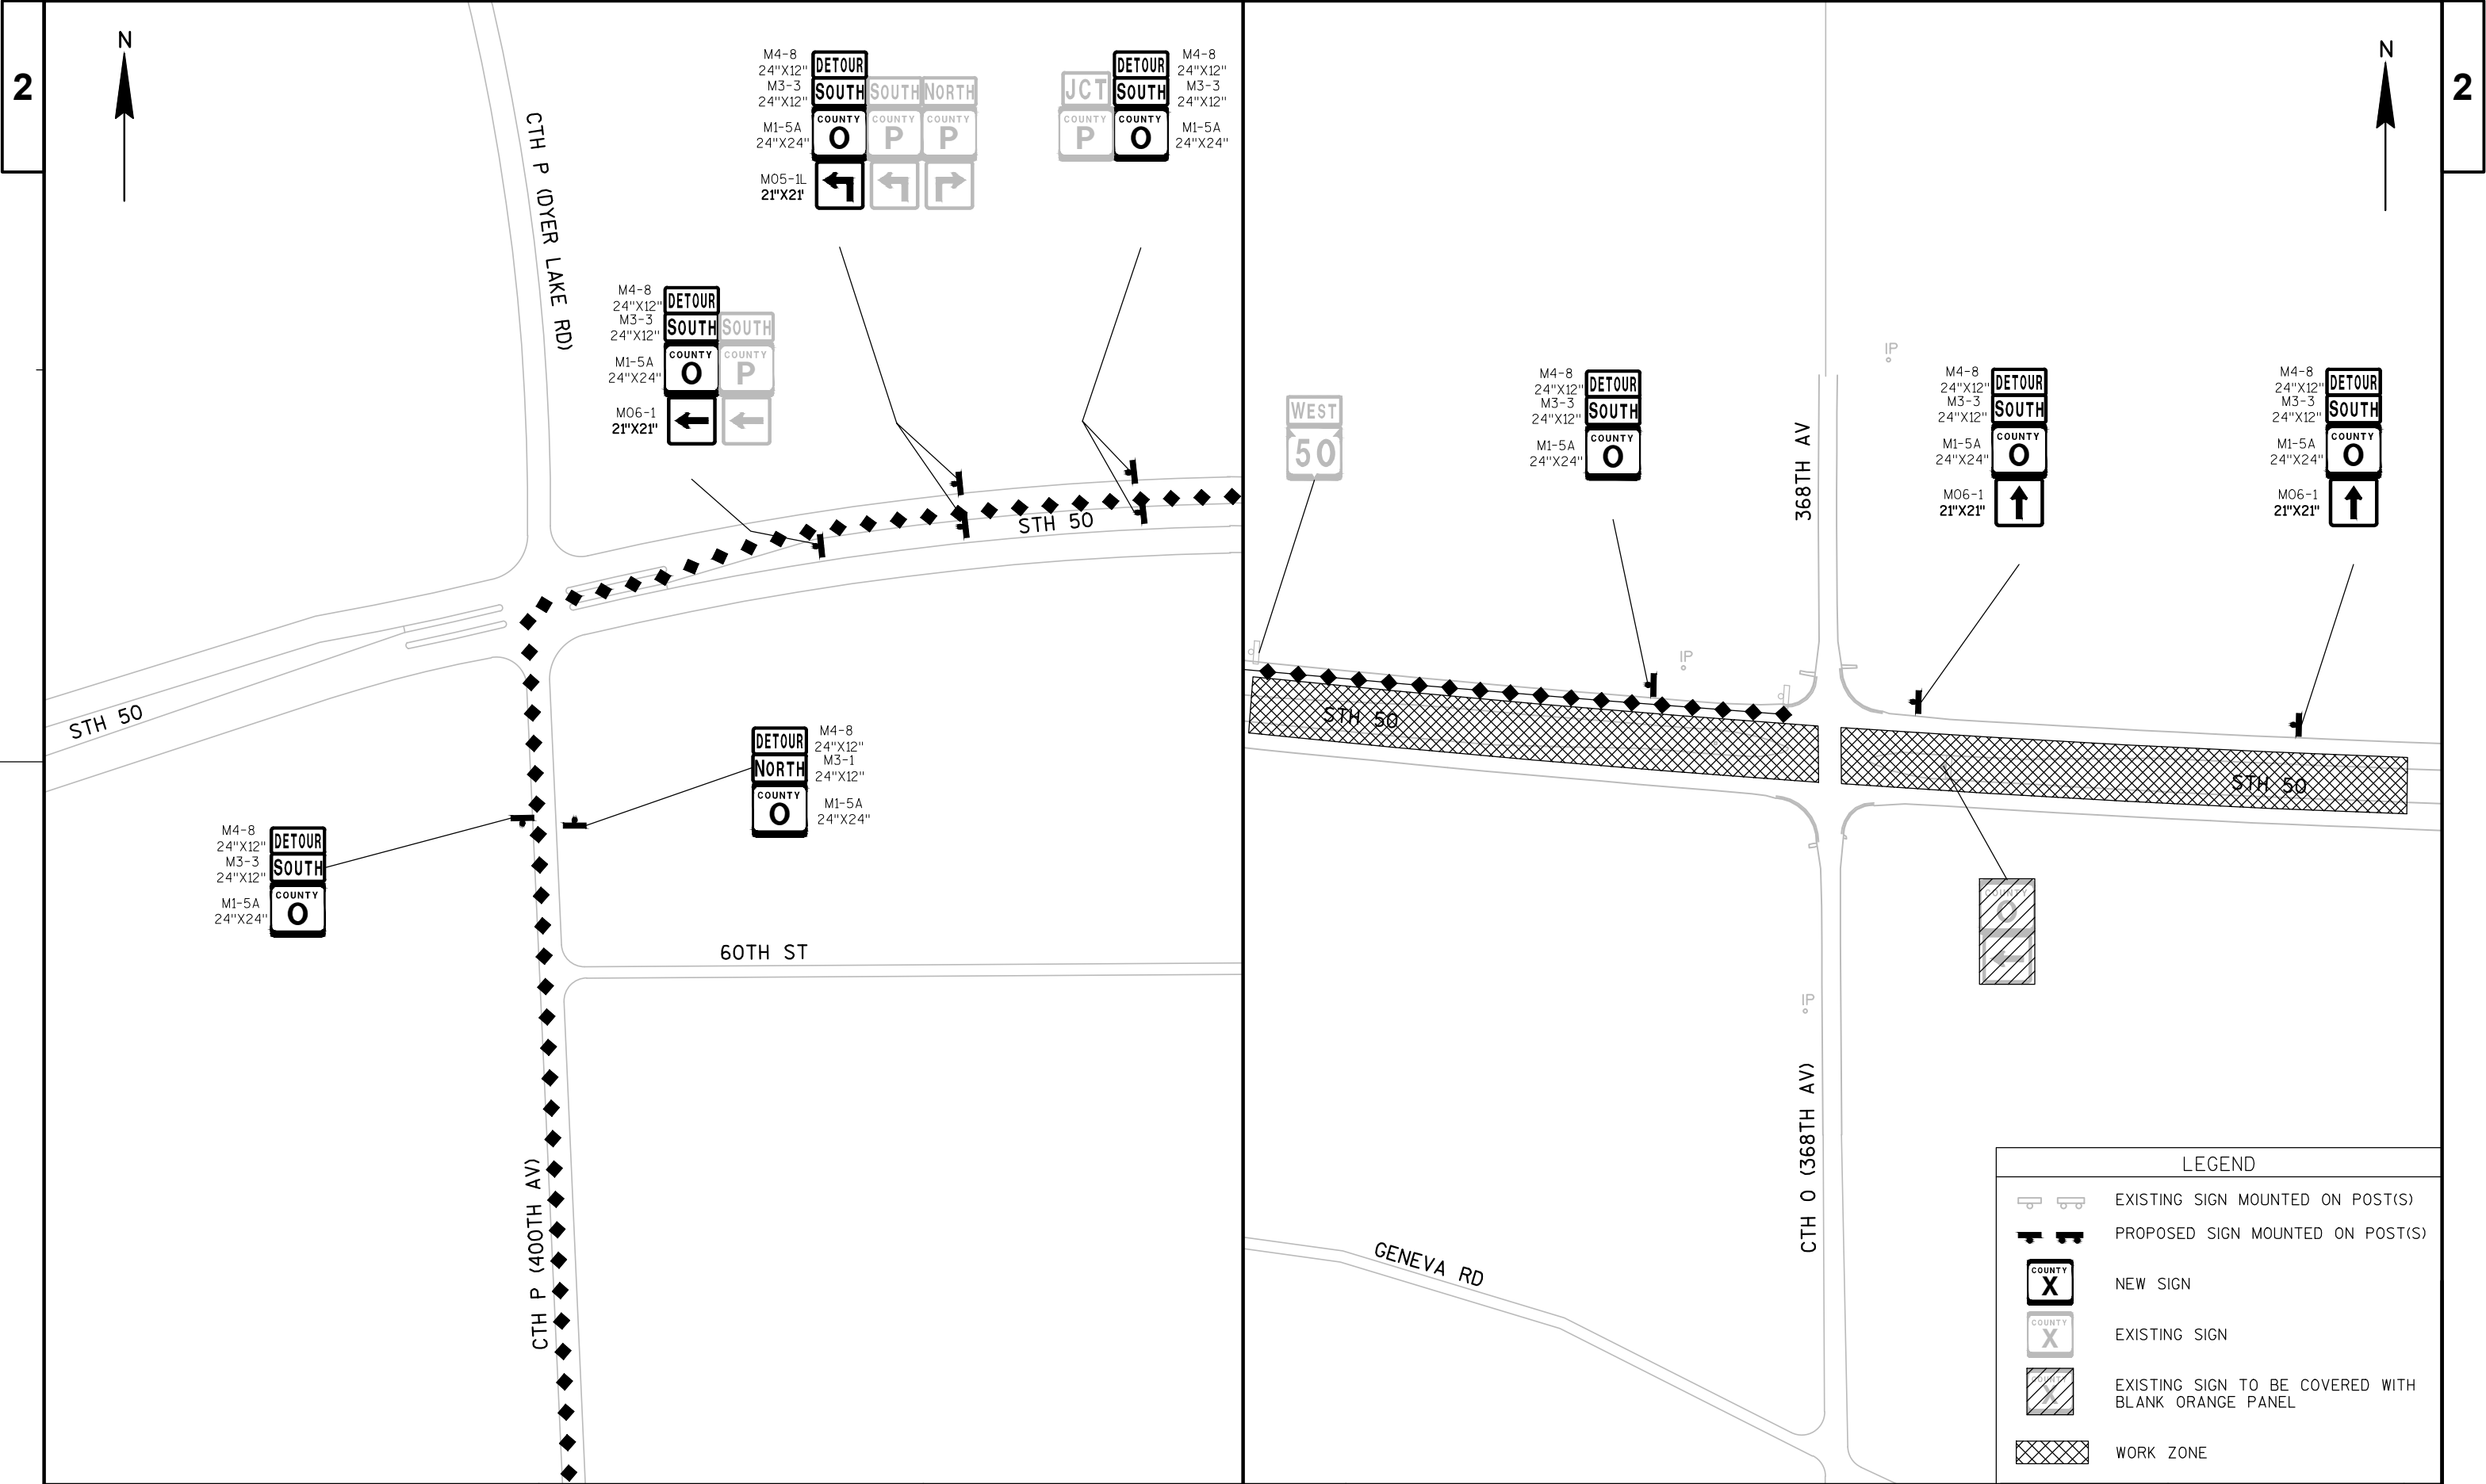 2
N
CTH P (DYER LAKE RD)
M4-8
24"X12"
M3-3
24"X12"
M1-5A
24"X24"
M05-1L
21"X21'
DETOUR
SOUTH SOUTH NORTH
COUNTY COUNTY COUNTY
O P P
JCT
COUNTY
P
DETOUR
SOUTH
COUNTY
O
M4-8
24"X12"
M3-3
24"X12"
M1-5A
24"X24"
M4-8
24"X12"
M3-3
24"X12"
M1-5A
24"X24"
M06-1
21"X21"
DETOUR
SOUTH SOUTH
COUNTY COUNTY
O P
STH 50
STH 50
DETOUR
NORTH
COUNTY
O
M4-8
24"X12"
M3-1
24"X12"
M1-5A
24"X24"
M4-8
24"X12"
M3-3
24"X12"
M1-5A
24"X24"
DETOUR
SOUTH
COUNTY
O
60TH ST
CTH P (400TH AV)
2
N
WEST
50
M4-8
24"X12"
M3-3
24"X12"
M1-5A
24"X24"
DETOUR
SOUTH
COUNTY
O
368TH AV
IP
M4-8
24"X12"
M3-3
24"X12"
M1-5A
24"X24"
M06-1
21"X21"
DETOUR
SOUTH
COUNTY
O
M4-8
24"X12"
M3-3
24"X12"
M1-5A
24"X24"
M06-1
21"X21"
DETOUR
SOUTH
COUNTY
O
IP
STH 50
STH 50
COUNTY
O
IP
CTH O (368TH AV)
GENEVA RD
LEGEND
EXISTING SIGN MOUNTED ON POST(S)
PROPOSED SIGN MOUNTED ON POST(S)
COUNTY
X
NEW SIGN
COUNTY
X
EXISTING SIGN
COUNTY
X
EXISTING SIGN TO BE COVERED WITH
BLANK ORANGE PANEL
WORK ZONE